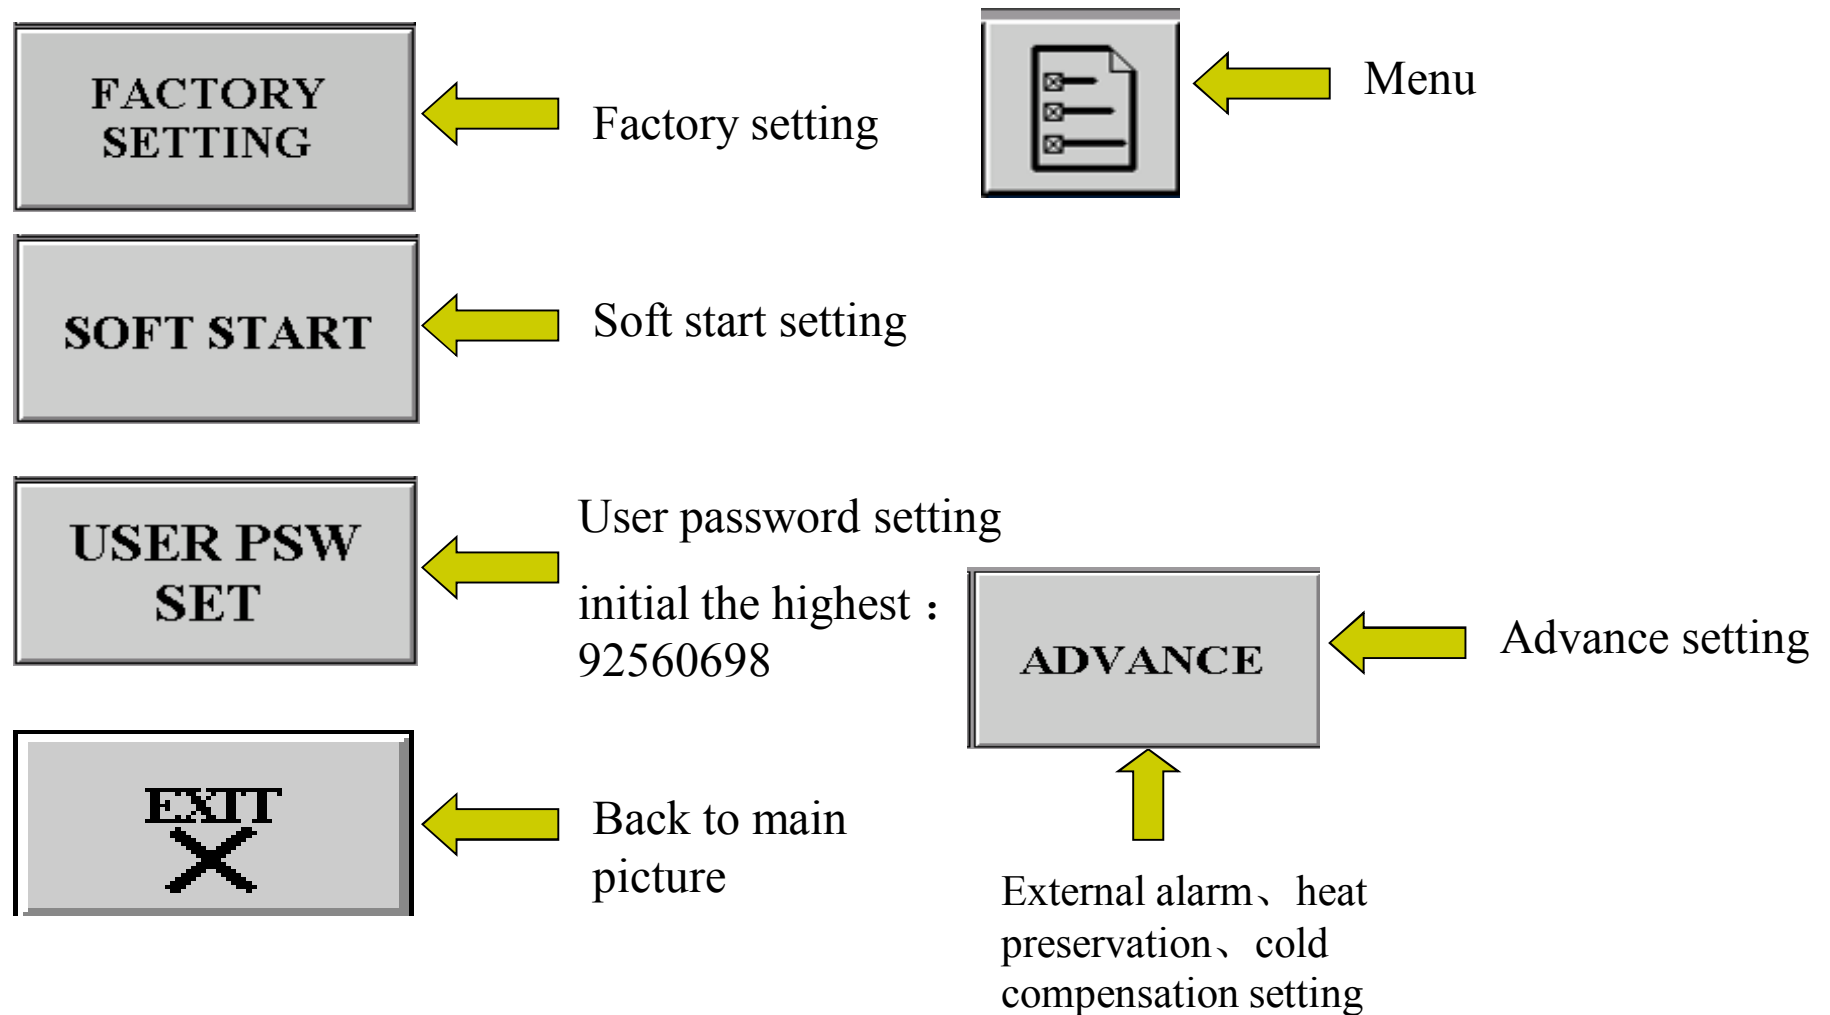 FACTORY
SETTING
Factory setting
Menu
SOFT START
Soft start setting
USER PSW
SET
User password setting
initial the highest：
92560698
ADVANCE
Advance setting
EXIT
Back to main
picture
External alarm、heat
preservation、cold
compensation setting